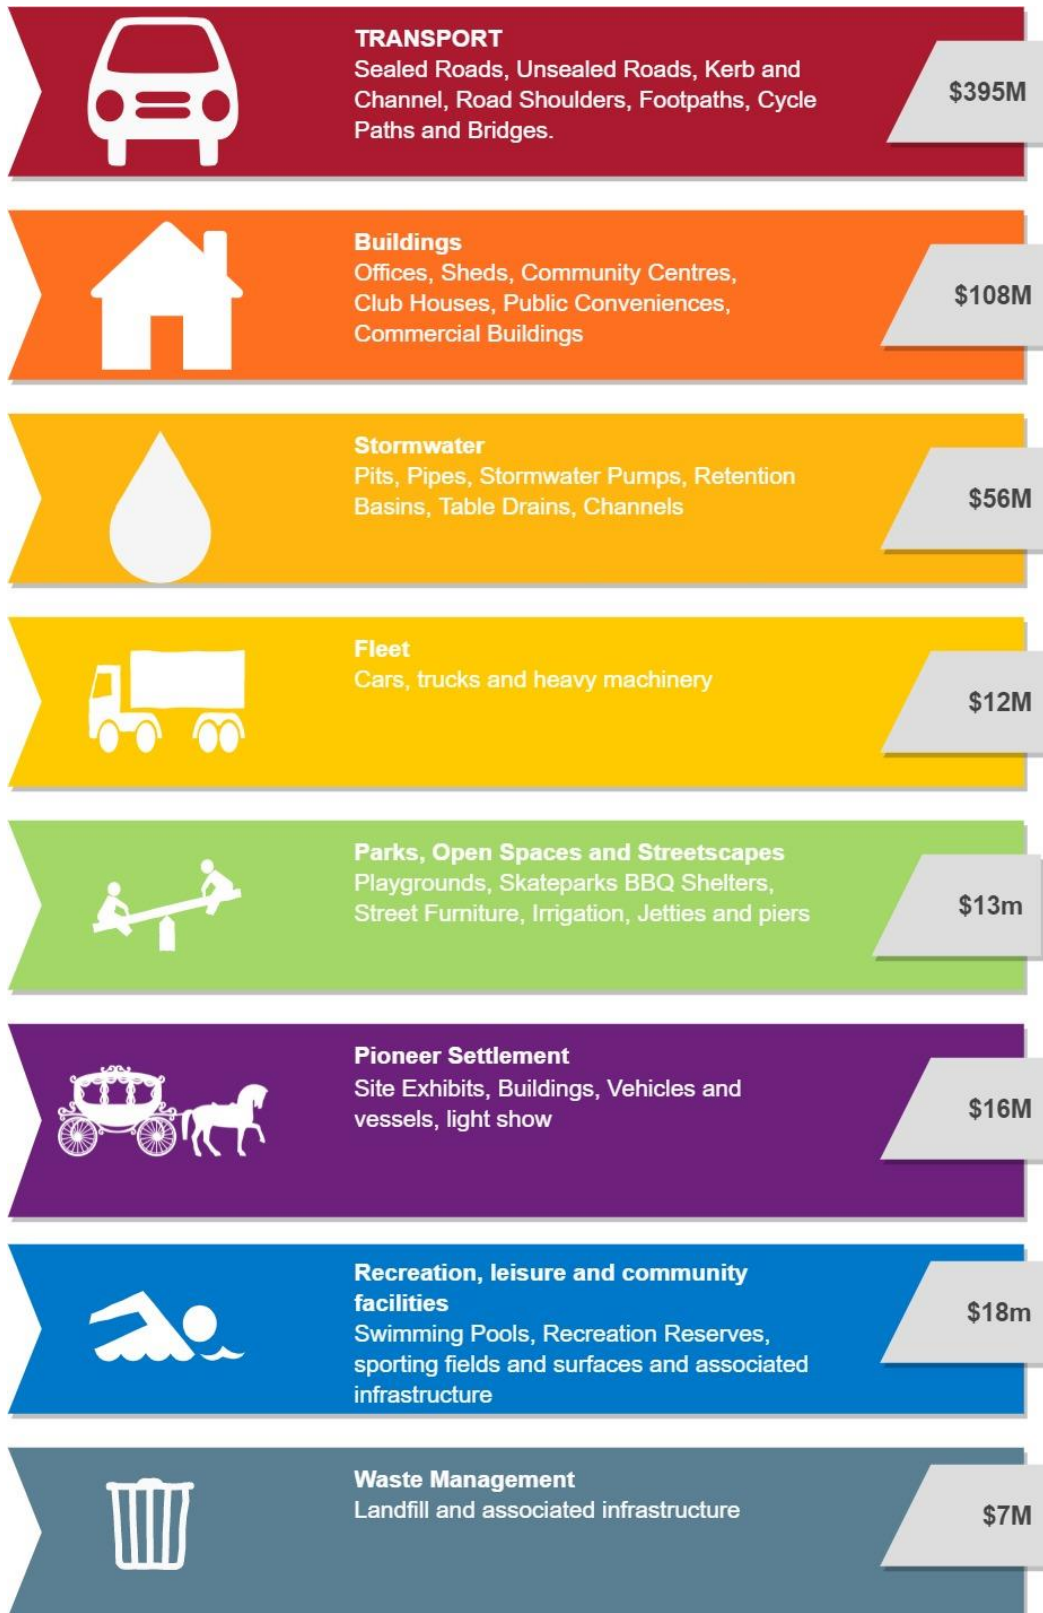 TRANSPORT
Sealed Roads, Unsealed Roads, Kerb and
Channel, Road Shoulders, Footpaths, Cycle
Paths and Bridges.
$395M
Buildings
Offices, Sheds, Community Centres,
Club Houses, Public Conveniences,
Commercial Buildings
$108M
Stormwater
Pits, Pipes, Stormwater Pumps, Retention
Basins, Table Drains, Channels
$56M
Fleet
Cars, trucks and heavy machinery
$12M
Parks, Open Spaces and Streetscapes
Playgrounds, Skateparks BBQ Shelters,
Street Furniture, Irrigation, Jetties and piers
$13m
Pioneer Settlement
Site Exhibits, Buildings, Vehicles and
vessels, light show
$16M
Recreation, leisure and community
facilities
Swimming Pools, Recreation Reserves,
sporting fields and surfaces and associated
infrastructure
$18m
Waste Management
Landfill and associated infrastructure
$7M